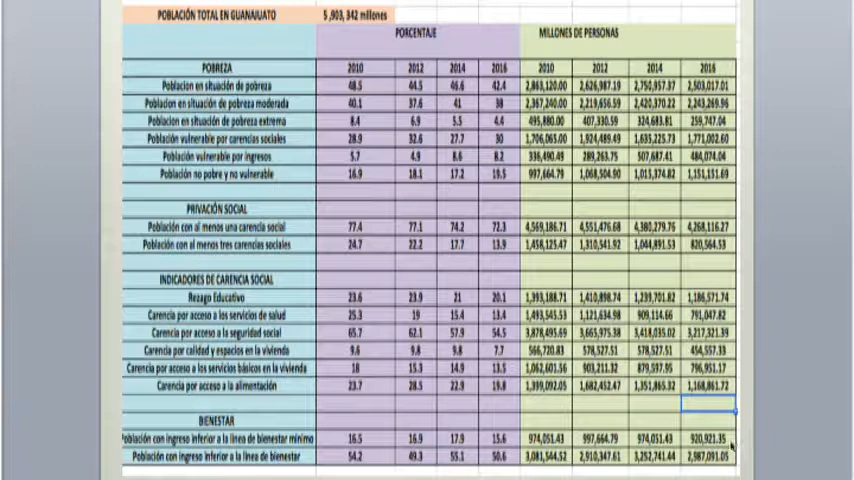 POBLACIÓN TOTAL EN GUANAJUATO 5 ,903, 342 millones
PORCENTAJE MILLONES DE PERSONAS
POBREZA 2010 2012 2014 2016 2010 2012 2014 2016
Poblacion en situación de pobreza 48.5 44.5 46.6 42.4 2,863,120.00 2,626,987.19 2,750,957.37 2,503,017.01
Poblacion en situación de pobreza moderada 40.1 37.6 41 38 2,367,240.00 2,219,656.59 2,420,370.22 2,243,269.96
Población en situación de pobreza extrema 8.4 6.9 5.5 4.4 495,880.00 407,330.59 324,683.81 259,747.04
Población vulnerable por carencias sociales 28.9 32.6 27.7 30 1,706,065.00 1,924,489.49 1,635,225.73 1,771,002.60
Población vulnerable por ingresos 5.7 4.9 8.6 8.2 336,490.49 289,263.75 507,687.41 484,074.04
Población no pobre y no vulnerable 16.9 18.1 17.2 19.5 997,664.79 1,068,504.90 1,015,374.82 1,151,151.69
PRIVACIÓN SOCIAL
Población con al menos una carencia social 77.4 77.1 74.2 72.3 4,569,186.71 4,551,476.68 4,380,279.76 4,268,116.27
Población con al menos tres carencias sociales 24.7 22.2 17.7 13.9 1,458,125.47 1,310,541.92 1,044,891.53 820,564.53
INDICADORES DE CARENCIA SOCIAL
Rezago Educativo 23.6 23.9 21 20.1 1,393,188.71 1,410,898.74 1,239,701.82 1,186,571.74
Carencia por acceso a los servicios de salud 25.3 19 15.4 13.4 1,493,545.53 1,121,634.98 909,114.66 791,047.82
Carencia por acceso a la seguridad social 65.7 62.1 57.9 54.5 3,878,495.69 3,665,975.38 3,418,035.02 3,217,321.39
Carencia por calidad y espacios en la vivienda 9.6 9.8 9.8 7.7 566,720.83 578,527.51 578,527.51 454,557.33
Carencia por acceso a los servicios básicos en la vivienda 18 15.3 14.9 13.5 1,062,601.56 903,211.32 879,597.95 796,951.17
Carencia por acceso a la alimentación 23.7 28.5 22.9 19.8 1,399,092.05 1,682,452.47 1,351,865.32 1,168,861.72
BIENESTAR
Población con ingreso inferior a la linea de bienestar mínimo 16.5 16.9 17.9 15.6 974,051.43 997,664.79 974,051.43 920,921.35
Población con ingreso inferior a la línea de bienestar 54.2 49.3 55.1 50.6 3,081,544.52 2,910,347.61 3,252,741.44 2,987,091.05